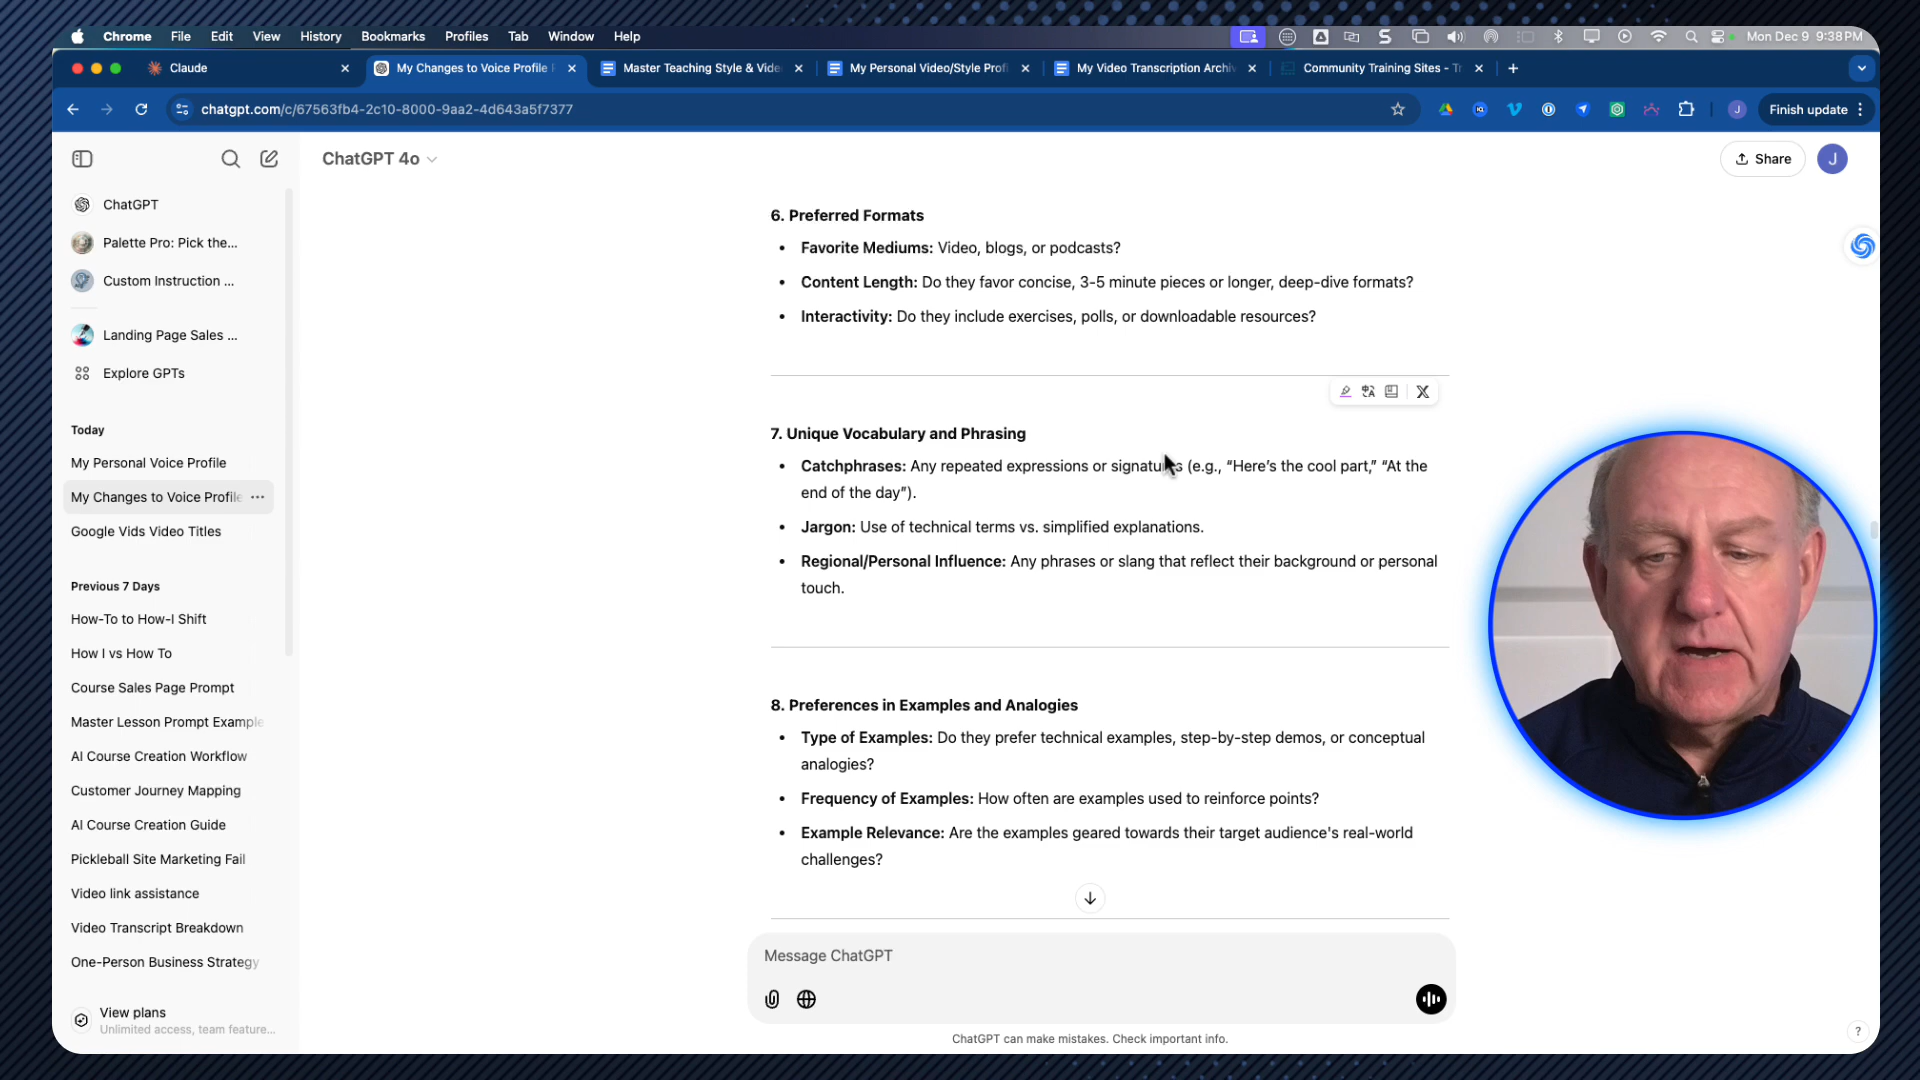 Chrome File Edit View History Bookmarks Profiles Tab Window Help Mon Dec 9 9:38 PM
Claude
My Changes to Voice Profile
Master Teaching Style & Vide
My Personal Video/Style Profi
My Video Transcription Archiv
Community Training Sites - Tr
chatgpt.com/c/67563fb4-2c10-8000-9aa2-4d643a5f7377
J
Finish update
ChatGPT 4o
Share
J
ChatGPT
Palette Pro: Pick the...
Custom Instruction ...
Landing Page Sales ...
Explore GPTs
Today
My Personal Voice Profile
My Changes to Voice Profile
Google Vids Video Titles
Previous 7 Days
How-To to How-I Shift
How I vs How To
Course Sales Page Prompt
Master Lesson Prompt Example
AI Course Creation Workflow
Customer Journey Mapping
AI Course Creation Guide
Pickleball Site Marketing Fail
Video link assistance
Video Transcript Breakdown
One-Person Business Strategy
View plans
Unlimited access, team feature...
6. Preferred Formats
• Favorite Mediums: Video, blogs, or podcasts?
• Content Length: Do they favor concise, 3-5 minute pieces or longer, deep-dive formats?
• Interactivity: Do they include exercises, polls, or downloadable resources?
7. Unique Vocabulary and Phrasing
• Catchphrases: Any repeated expressions or signatures (e.g., “Here’s the cool part,” “At the
end of the day”).
• Jargon: Use of technical terms vs. simplified explanations.
• Regional/Personal Influence: Any phrases or slang that reflect their background or personal
touch.
8. Preferences in Examples and Analogies
• Type of Examples: Do they prefer technical examples, step-by-step demos, or conceptual
analogies?
• Frequency of Examples: How often are examples used to reinforce points?
• Example Relevance: Are the examples geared towards their target audience's real-world
challenges?
Message ChatGPT
ChatGPT can make mistakes. Check important info.
?